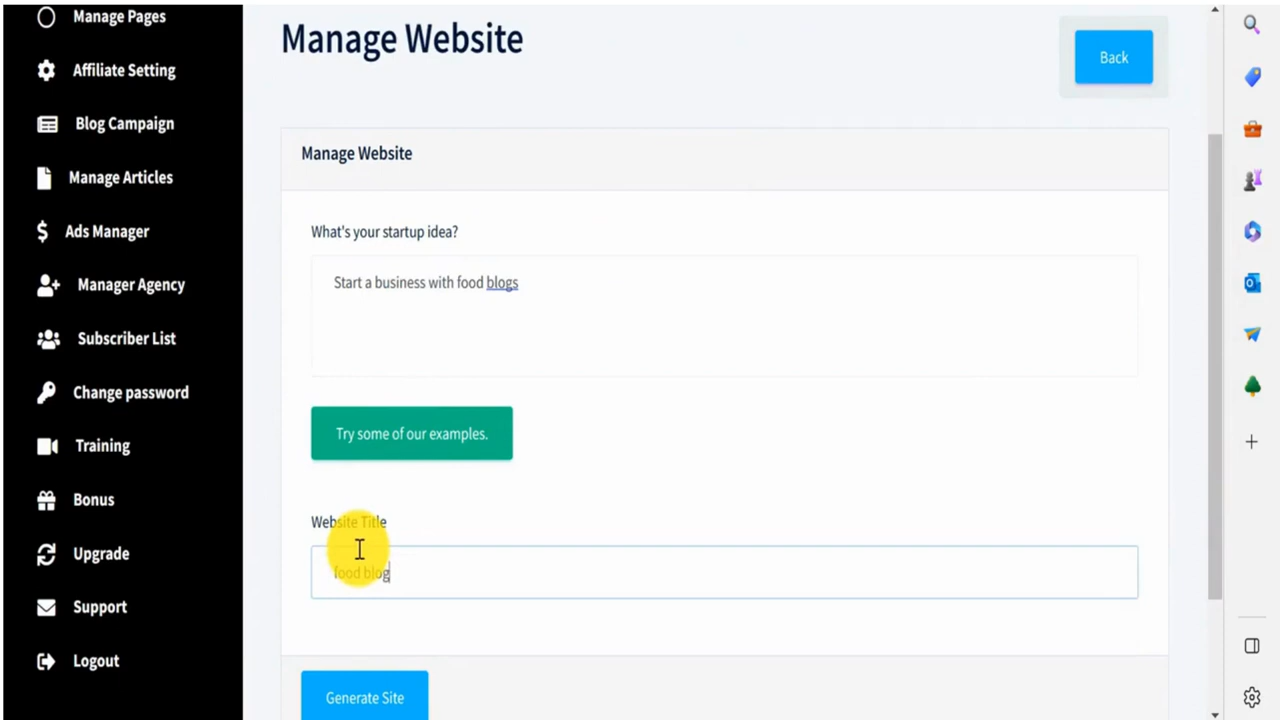 Manage Pages
Affiliate Setting
Blog Campaign
Manage Articles
Ads Manager
Manager Agency
Subscriber List
Change password
Training
Bonus
Upgrade
Support
Logout
Manage Website
Back
Manage Website
What's your startup idea?
Start a business with food blogs
Try some of our examples.
Website Title
food blog
Generate Site